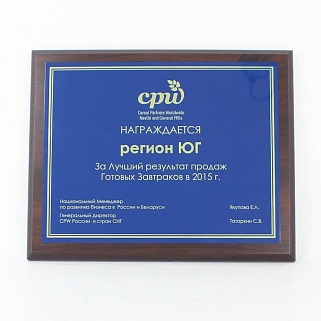 cpw
Cereal Partners Worldwide
Nestlé and General Mills
НАГРАЖДАЕТСЯ
регион ЮГ
За Лучший результат продаж
Готовых Завтраков в 2015 г.
Национальный Менеджер
по развитию бизнеса в России и Беларуси
Якутова Е.Л.
Генеральный Директор
CPW России и стран СНГ
Татаркин С.В.